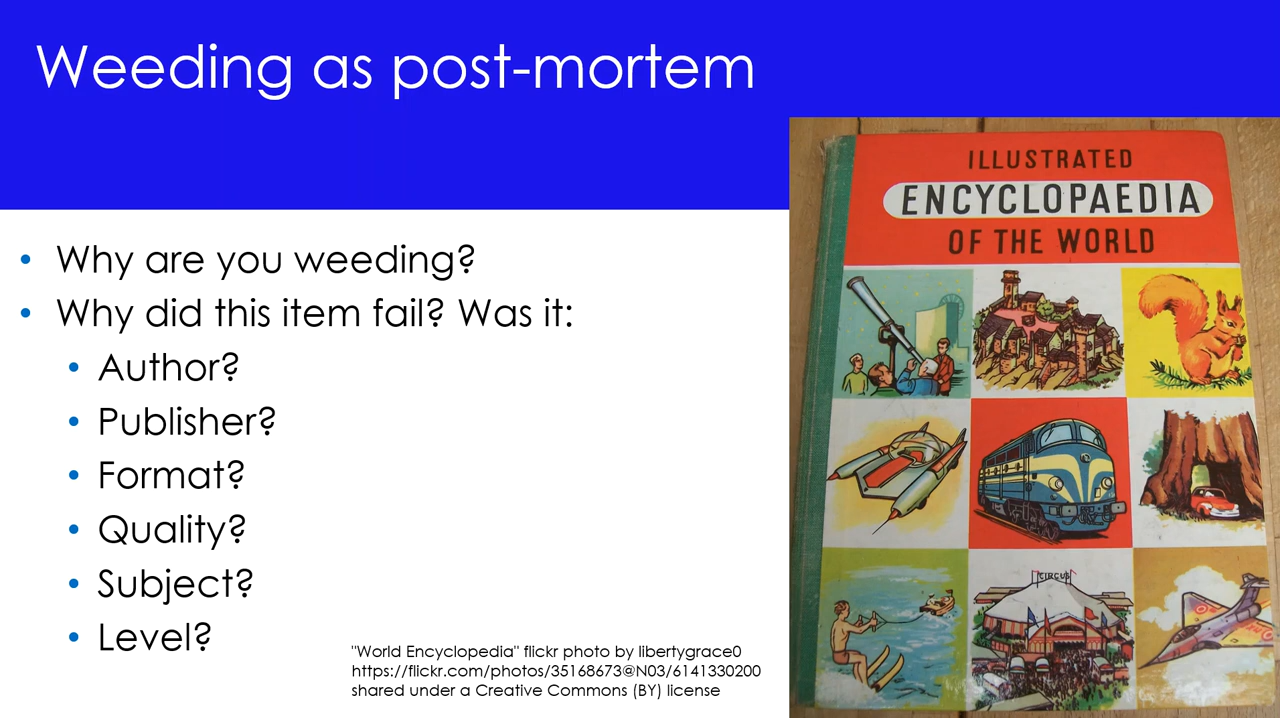 Weeding as post-mortem
• Why are you weeding?
• Why did this item fail? Was it:
• Author?
• Publisher?
• Format?
• Quality?
• Subject?
• Level?
"World Encyclopedia" flickr photo by libertygrace0
https://flickr.com/photos/35168673@N03/6141330200
shared under a Creative Commons (BY) license
ILLUSTRATED
ENCYCLOPAEDIA
OF THE WORLD
CIRCUS